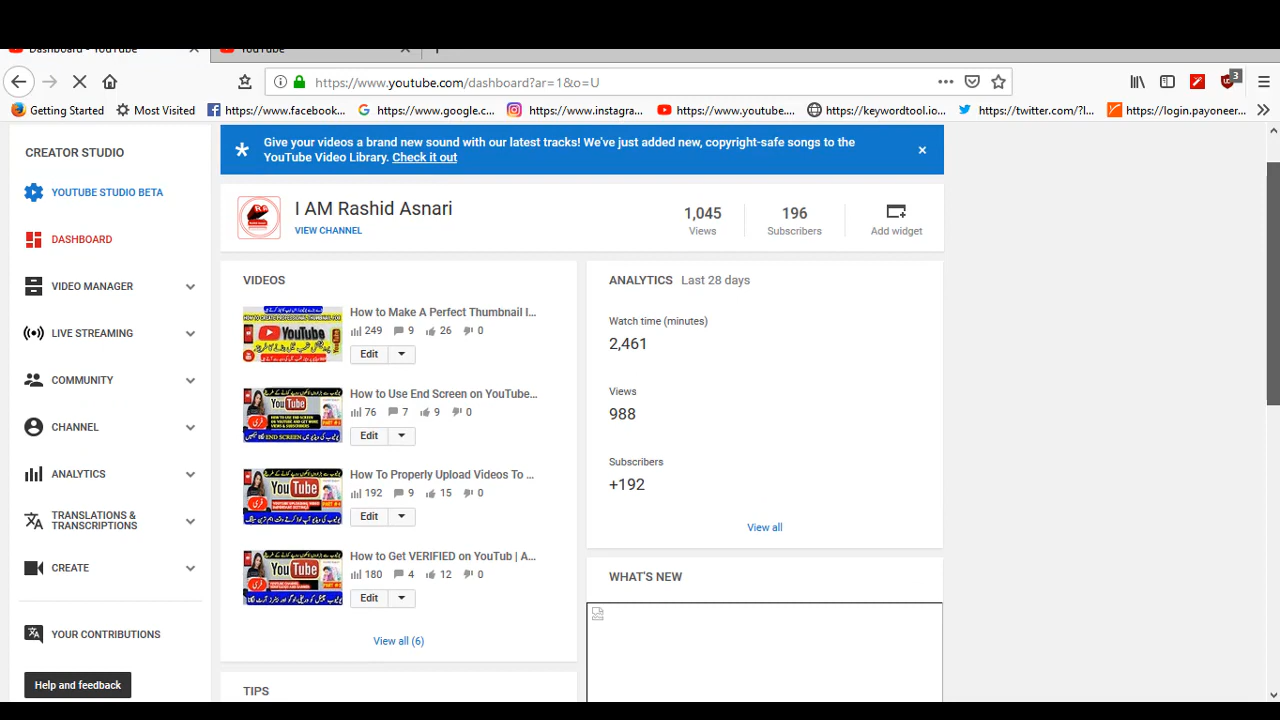 Dashboard - YouTube
YouTube
https://www.youtube.com/dashboard?ar=1&o=U
3
Getting Started
Most Visited
https://www.facebook...
https://www.google.c...
https://www.instagra...
https://www.youtube....
https://keywordtool.io...
https://twitter.com/?l...
https://login.payoneer...
CREATOR STUDIO
YOUTUBE STUDIO BETA
DASHBOARD
VIDEO MANAGER
LIVE STREAMING
COMMUNITY
CHANNEL
ANALYTICS
TRANSLATIONS &
TRANSCRIPTIONS
CREATE
YOUR CONTRIBUTIONS
Help and feedback
Give your videos a brand new sound with our latest tracks! We've just added new, copyright-safe songs to the
YouTube Video Library. Check it out
I AM Rashid Asnari
VIEW CHANNEL
1,045
Views
196
Subscribers
Add widget
VIDEOS
YouTube
How to Make A Perfect Thumbnail I...
249 9 26 0
Edit
YouTube
How to Use End Screen on YouTube...
76 7 9 0
Edit
YouTube
How To Properly Upload Videos To ...
192 9 15 0
Edit
YouTube
How to Get VERIFIED on YouTub | A...
180 4 12 0
Edit
View all (6)
TIPS
ANALYTICS Last 28 days
Watch time (minutes)
2,461
Views
988
Subscribers
+192
View all
WHAT'S NEW